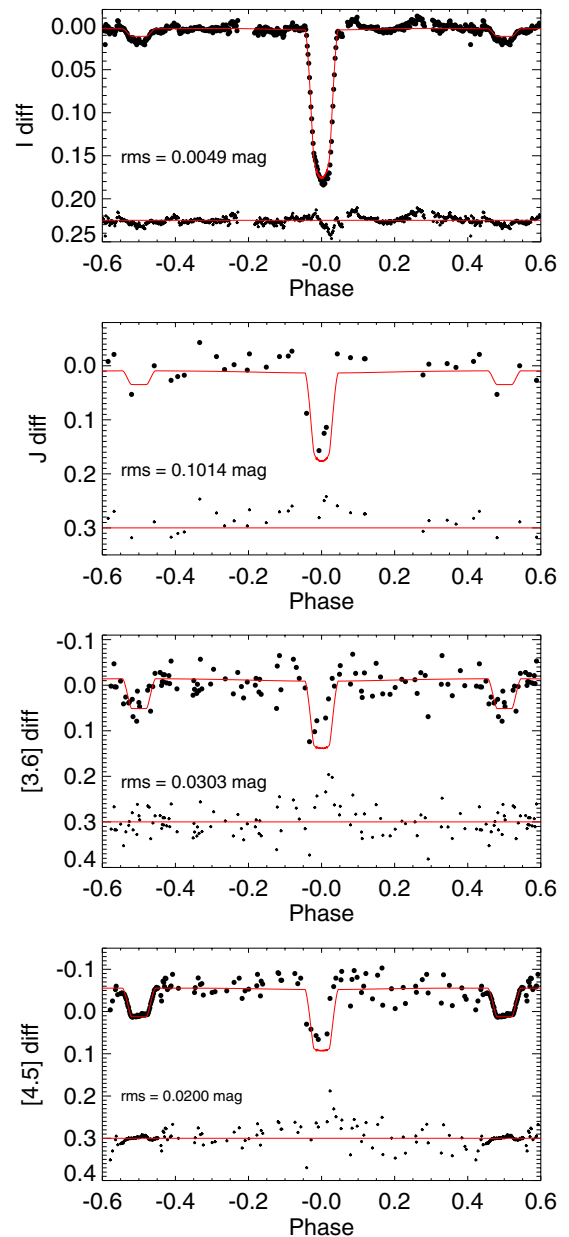 0.00
0.05
0.10
0.15
0.20
0.25
I diff
rms = 0.0049 mag
-0.6 -0.4 -0.2 -0.0 0.2 0.4 0.6
Phase
0.0
0.1
0.2
0.3
J diff
rms = 0.1014 mag
-0.6 -0.4 -0.2 -0.0 0.2 0.4 0.6
Phase
-0.1
0.0
0.1
0.2
0.3
0.4
[3.6] diff
rms = 0.0303 mag
-0.6 -0.4 -0.2 -0.0 0.2 0.4 0.6
Phase
-0.1
0.0
0.1
0.2
0.3
0.4
[4.5] diff
rms = 0.0200 mag
-0.6 -0.4 -0.2 -0.0 0.2 0.4 0.6
Phase